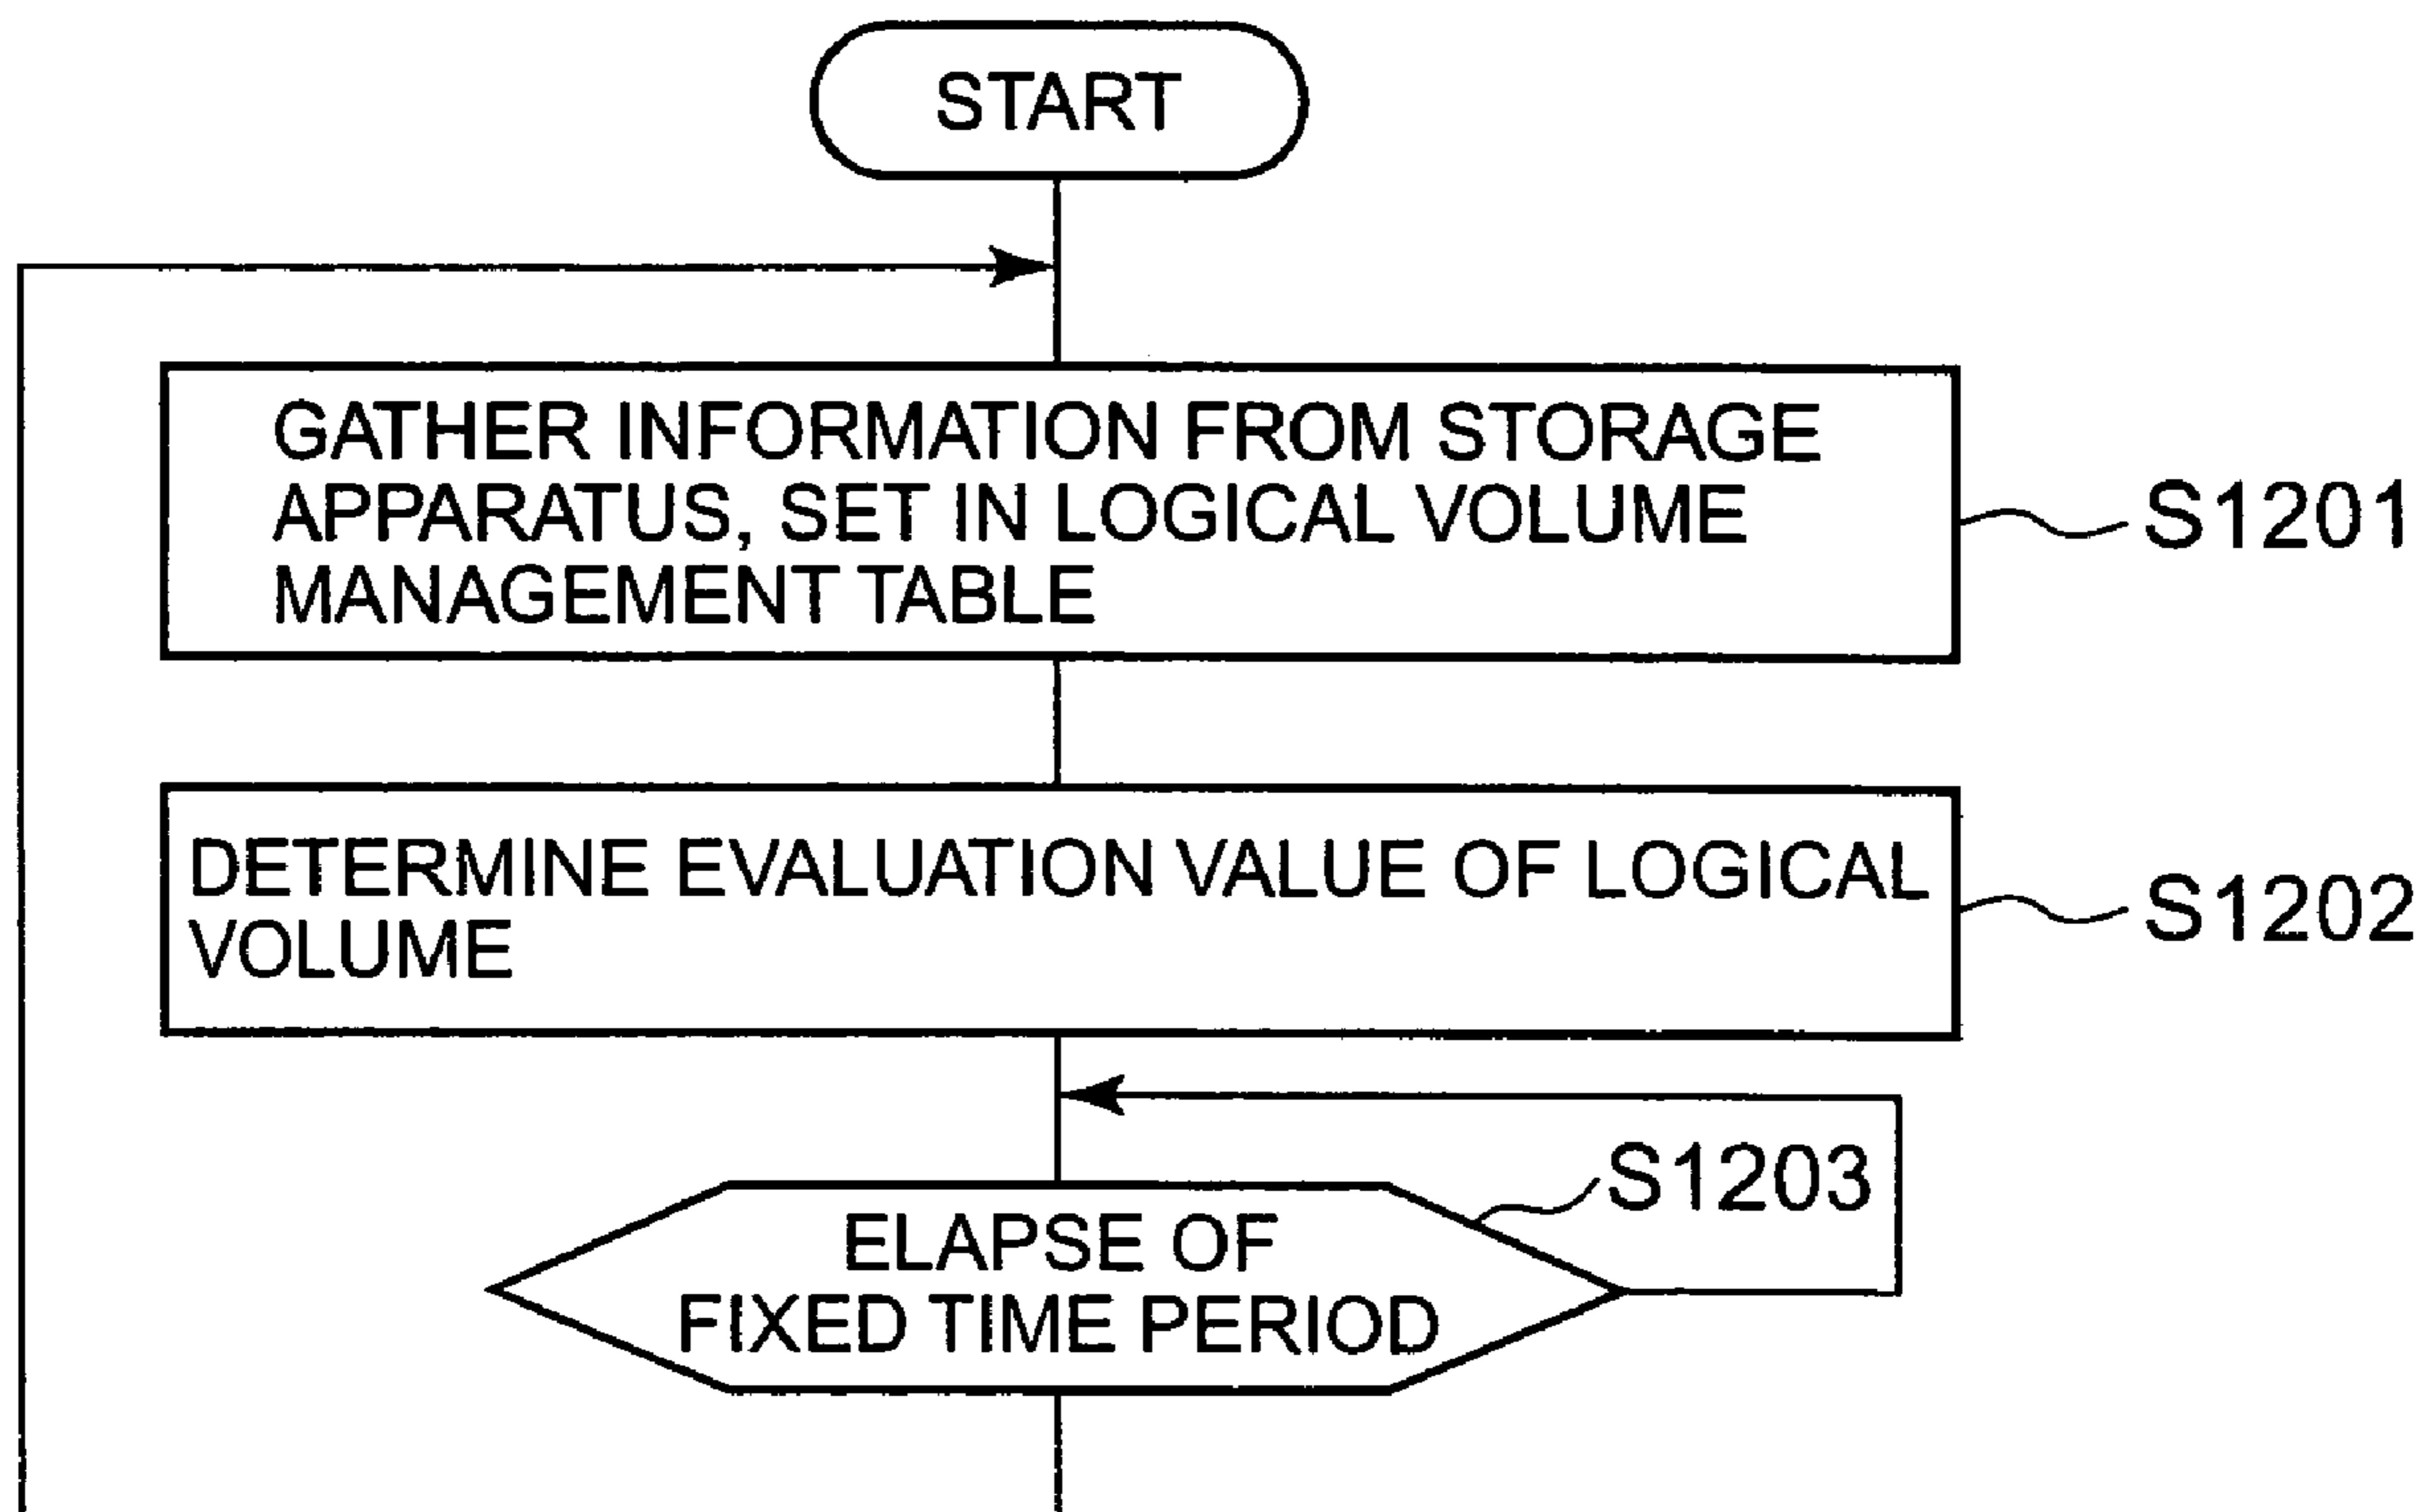 START
GATHER INFORMATION FROM STORAGE
APPARATUS, SET IN LOGICAL VOLUME
MANAGEMENT TABLE
S1201
DETERMINE EVALUATION VALUE OF LOGICAL
VOLUME
S1202
S1203
ELAPSE OF
FIXED TIME PERIOD